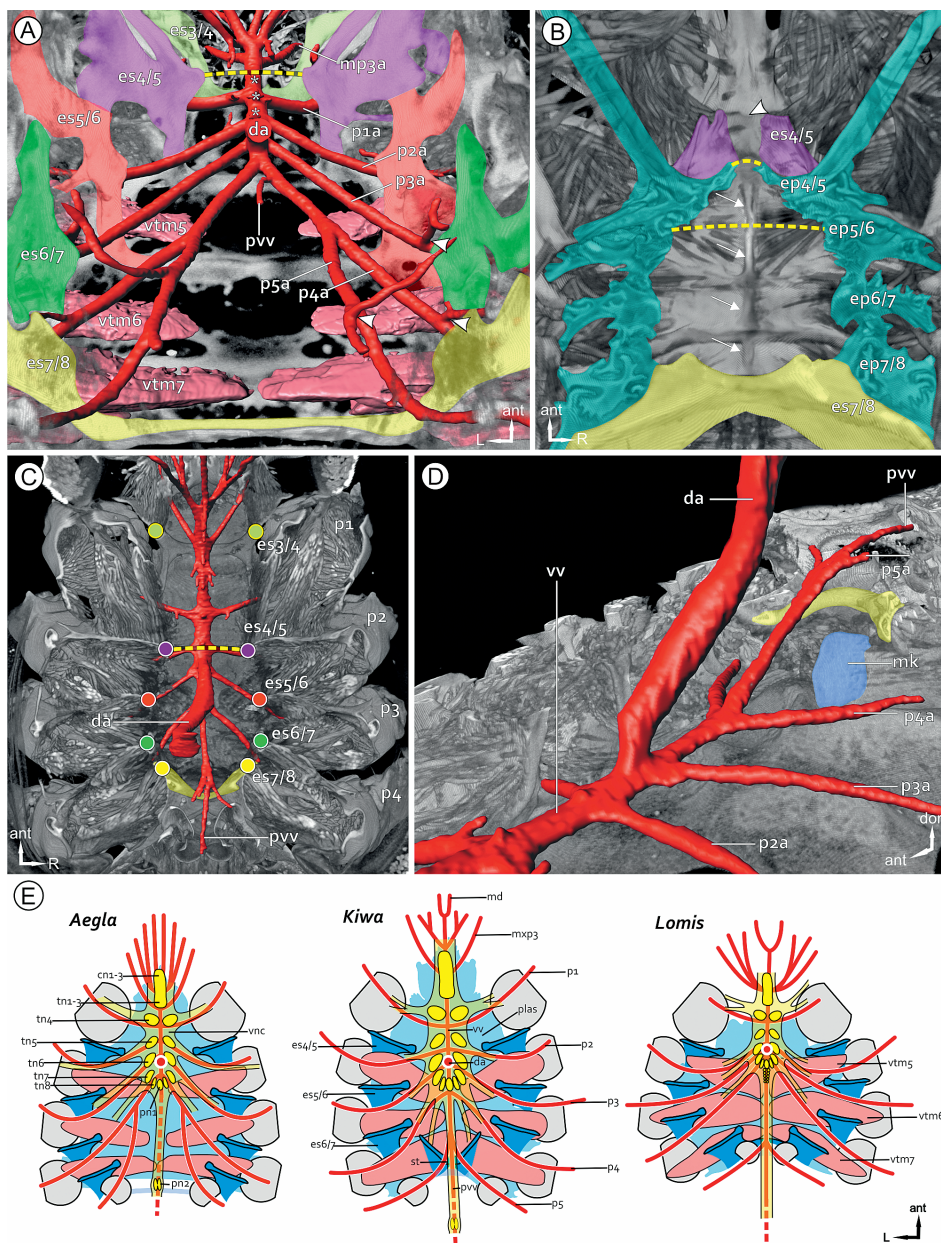 A
es3/4
mp3a
es4/5
* * *
es5/6
p1a
da
p2a
p3a
vtm5
pvv
es6/7
p5a
p4a
vtm6
es7/8
vtm7
ant
L
B
es4/5
ep4/5
ep5/6
ep6/7
ep7/8
es7/8
ant
R
C
p1
es3/4
p2
es4/5
es5/6
p3
da
es6/7
es7/8
p4
ant
R
pvv
D
pvv
da
p5a
vv
mk
p4a
p3a
p2a
dor
ant
E
Aegla
Kiwa
Lomis
md
mxp3
cn1-3
p1
tn1-3
plas
tn4
vnc
vv
tn5
es4/5
p2
tn6
da
vtm5
tn7
tn8
es5/6
p3
pn1
vtm6
es6/7
st
p4
vtm7
pn2
pvv
p5
ant
L